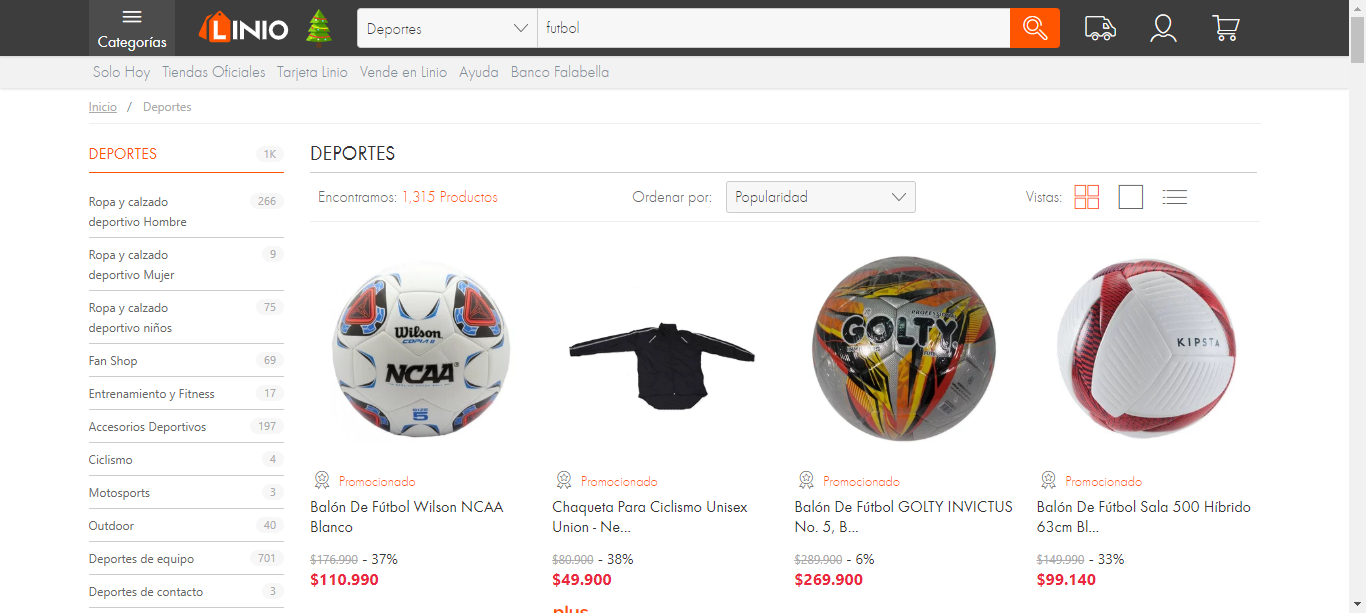 Categorías
LINIO
Deportes
futbol
Solo Hoy Tiendas Oficiales Tarjeta Linio Vende en Linio Ayuda Banco Falabella
Inicio / Deportes
DEPORTES 1K
Ropa y calzado
deportivo Hombre
266
Ropa y calzado
deportivo Mujer
9
Ropa y calzado
deportivo niños
75
Fan Shop 69
Entrenamiento y Fitness 17
Accesorios Deportivos 197
Ciclismo 4
Motosports 3
Outdoor 40
Deportes de equipo 701
Deportes de contacto 3
DEPORTES
Encontramos: 1,315 Productos
Ordenar por: Popularidad
Vistas:
Wilson
COPIA II
NCAA
SIZE
5
Promocionado
Balón De Fútbol Wilson NCAA
Blanco
$176.990 - 37%
$110.990
Promocionado
Chaqueta Para Ciclismo Unisex
Union - Ne...
$80.900 - 38%
$49.900
plus
PROFESSIONAL
GOLTY
Promocionado
Balón De Fútbol GOLTY INVICTUS
No. 5, B...
$289.900 - 6%
$269.900
KIPSTA
Promocionado
Balón De Fútbol Sala 500 Híbrido
63cm Bl...
$149.990 - 33%
$99.140